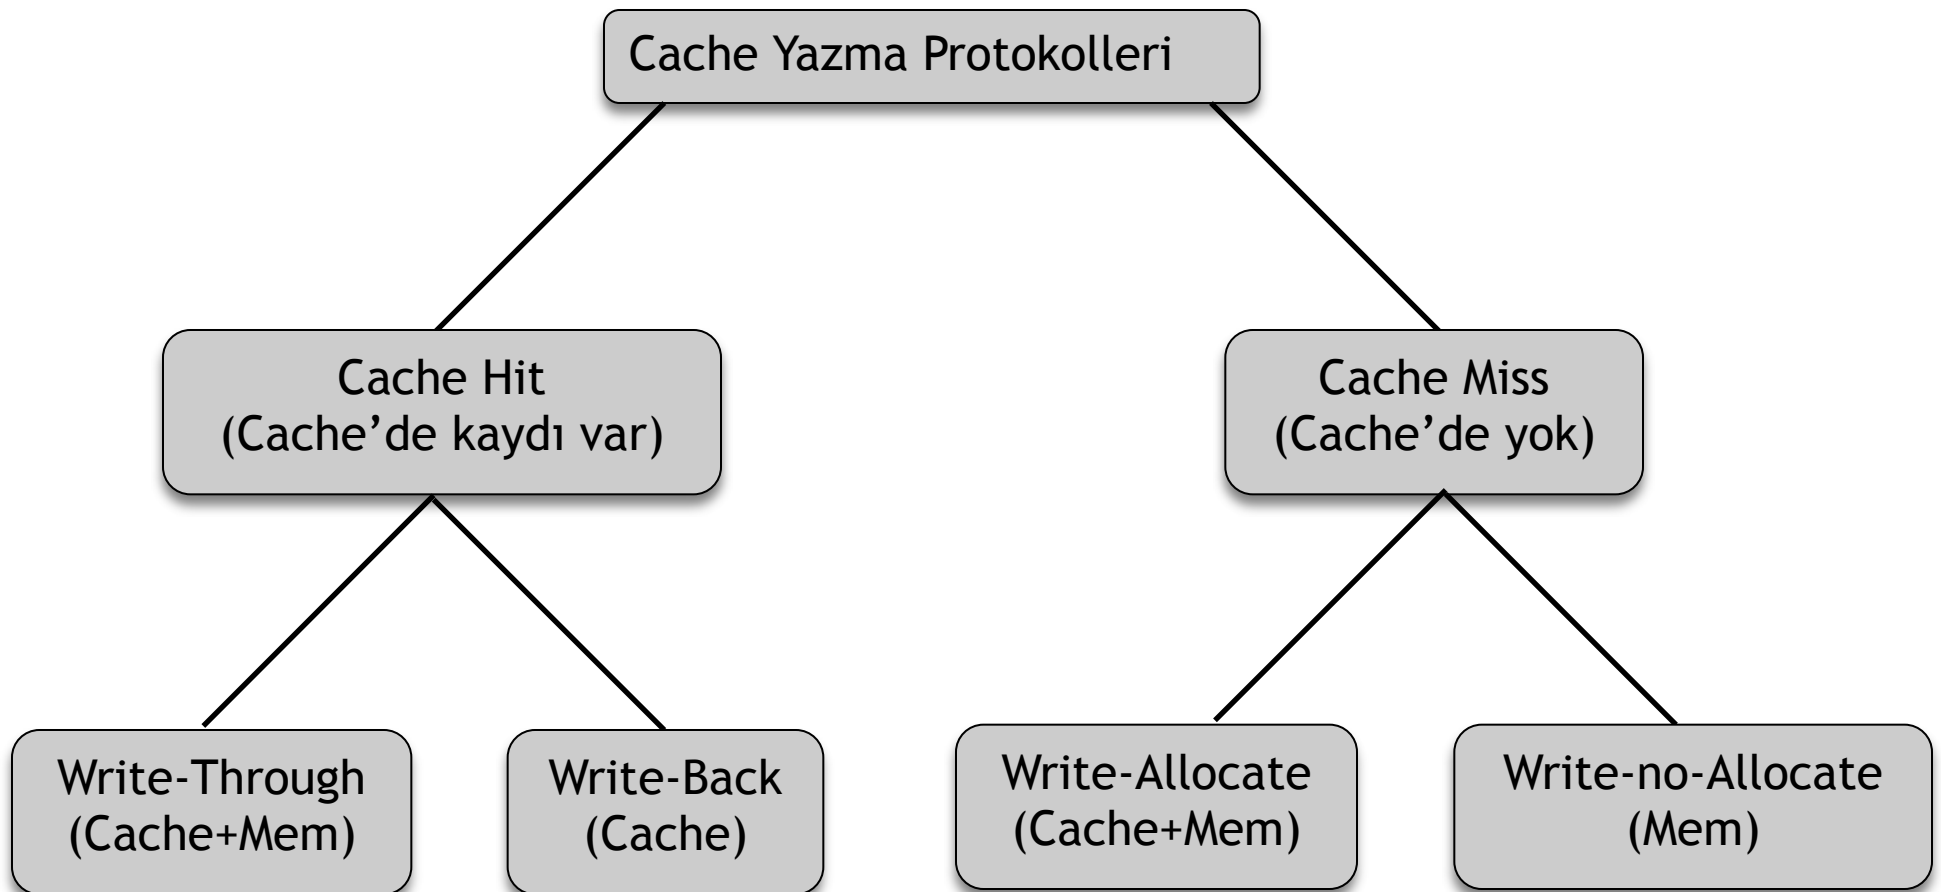 Cache Yazma Protokolleri
Cache Hit
(Cache’de kaydı var)
Cache Miss
(Cache’de yok)
Write-Through
(Cache+Mem)
Write-Back
(Cache)
Write-Allocate
(Cache+Mem)
Write-no-Allocate
(Mem)